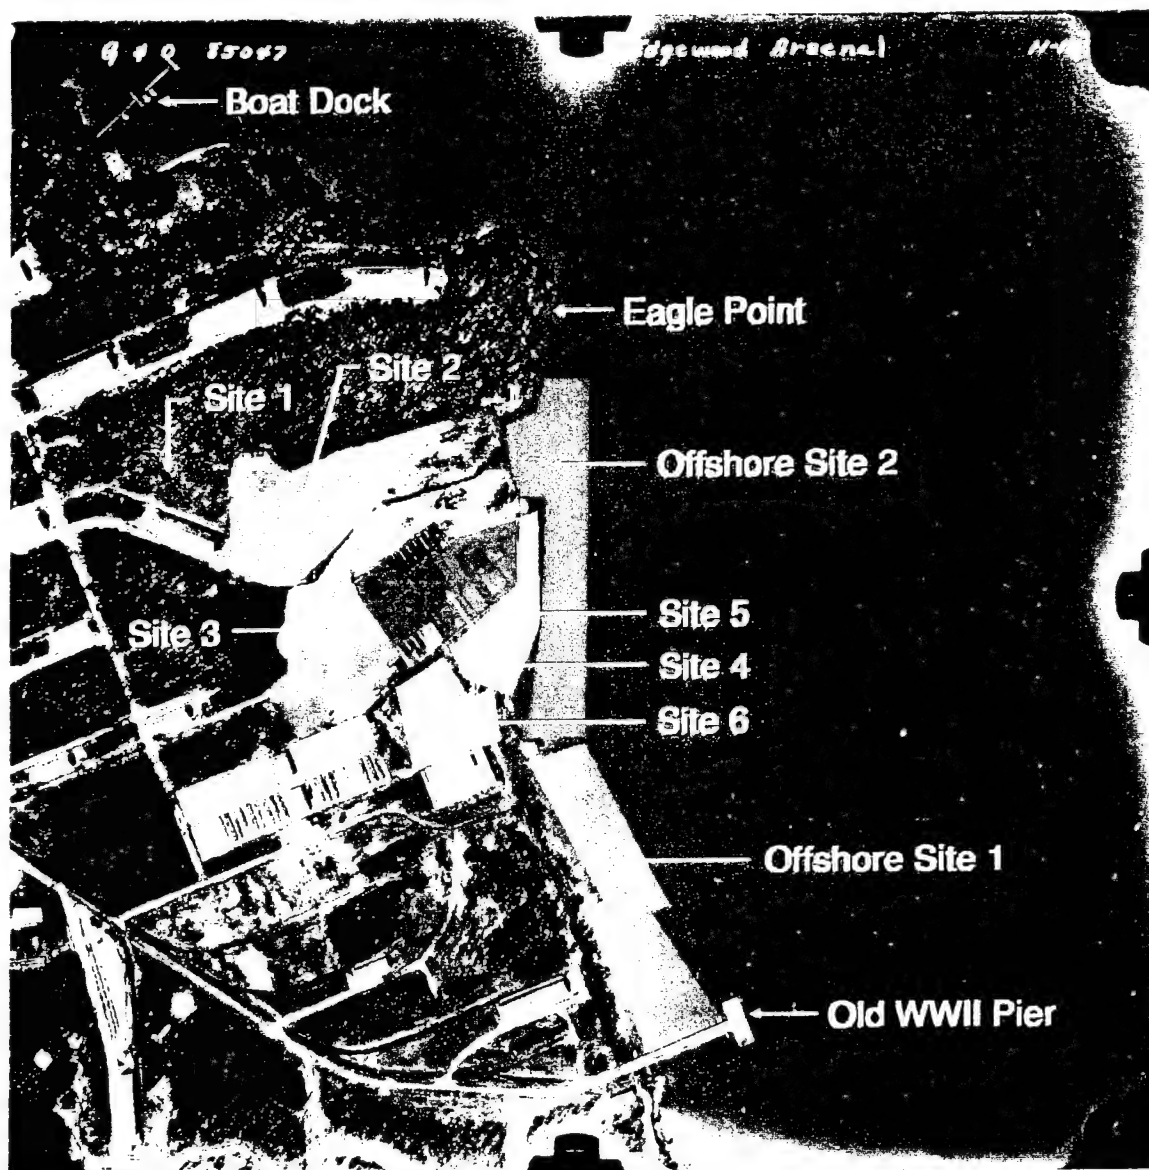 Edgewood Arsenal
Boat Dock
Eagle Point
Site 2
Site 1
Offshore Site 2
Site 5
Site 3
Site 4
Site 6
Offshore Site 1
Old WWII Pier